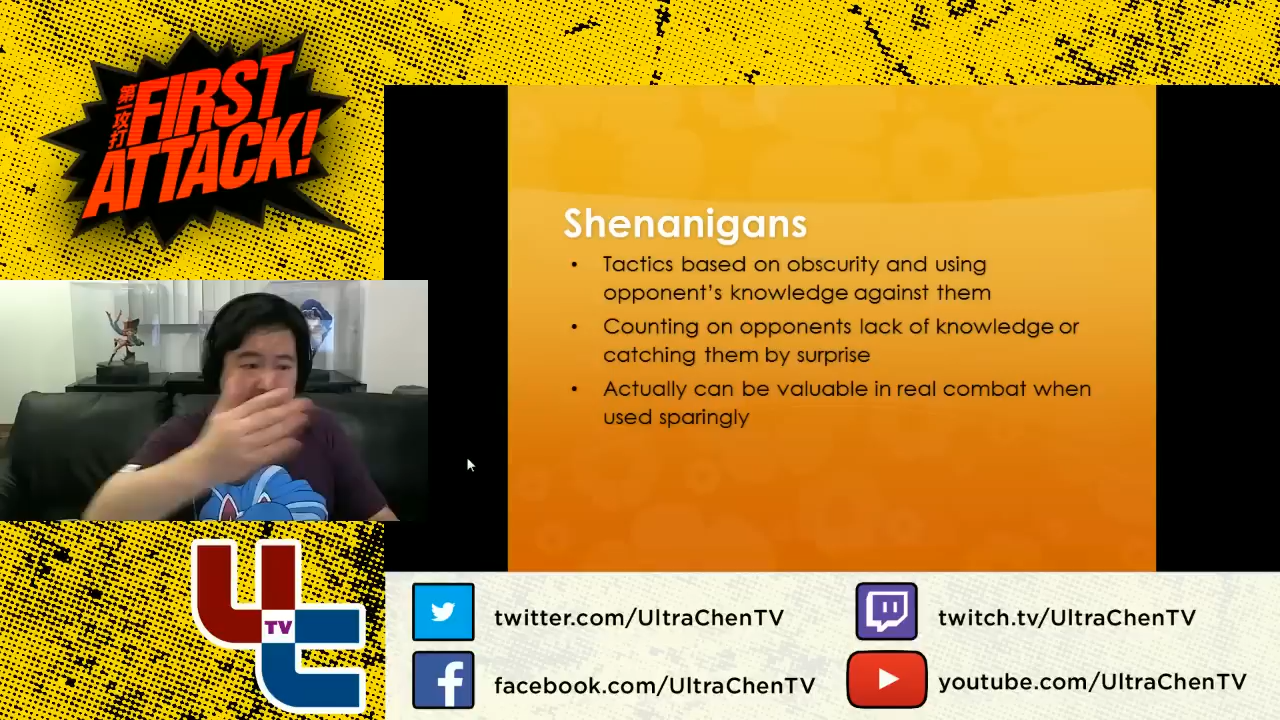 第一攻打
FIRST
ATTACK!
Shenanigans
• Tactics based on obscurity and using
opponent's knowledge against them
• Counting on opponents lack of knowledge or
catching them by surprise
• Actually can be valuable in real combat when
used sparingly
UC
TV
twitter.com/UltraChenTV
twitch.tv/UltraChenTV
facebook.com/UltraChenTV
youtube.com/UltraChenTV